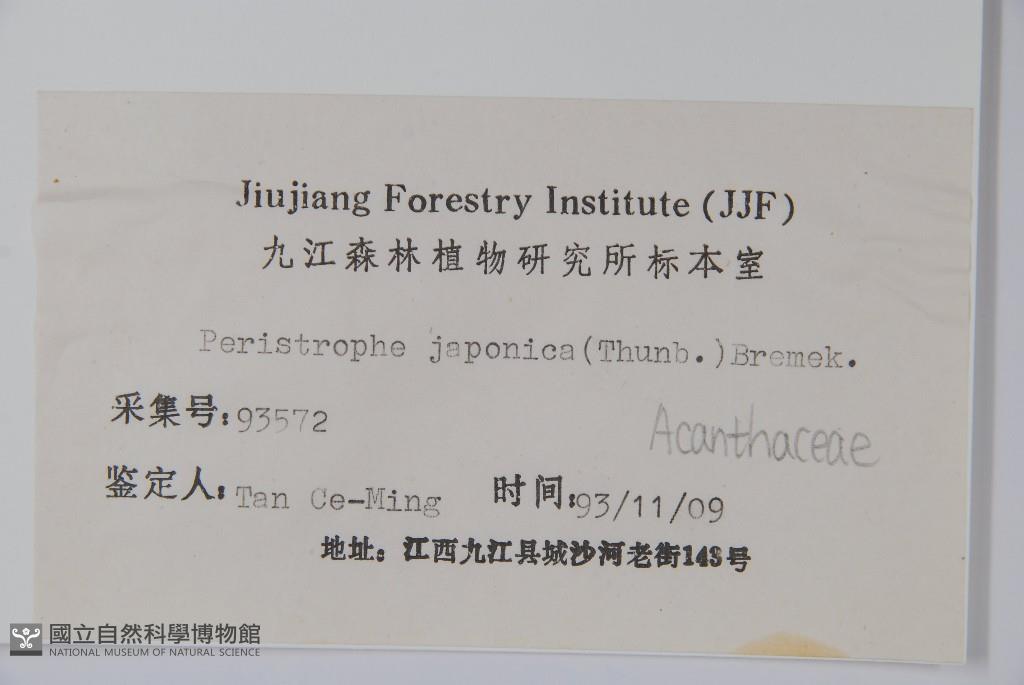 Jiujiang Forestry Institute (JJF)
九江森林植物研究所标本室
Peristrophe japonica (Thunb.) Bremek.
采集号: 93572
Acanthaceae
鉴定人: Tan Ce-Ming 时间: 93/11/09
地址: 江西九江县城沙河老街143号
國立自然科學博物館
NATIONAL MUSEUM OF NATURAL SCIENCE